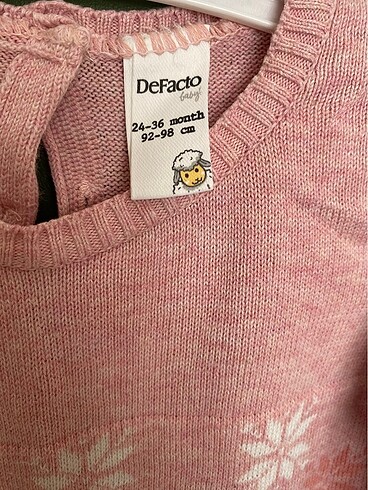 DeFacto
baby!
24-36 month
92-98 cm